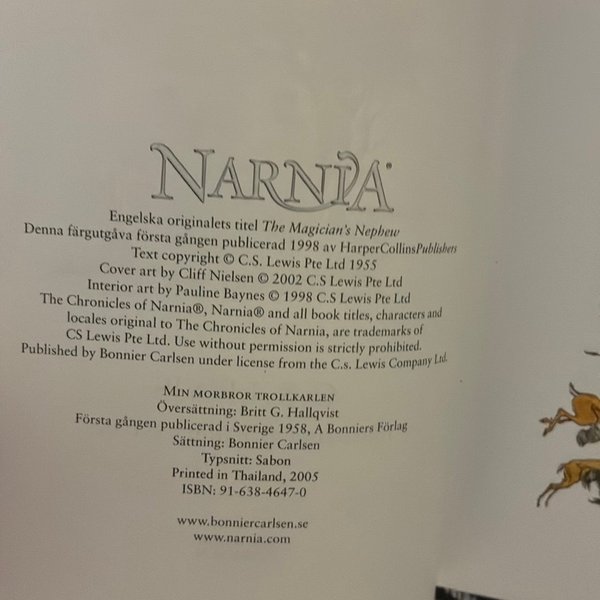 NARNIA®
Engelska originalets titel The Magician's Nephew
Denna färgutgåva första gången publicerad 1998 av HarperCollinsPublishers
Text copyright © C.S. Lewis Pte Ltd 1955
Cover art by Cliff Nielsen © 2002 C.S Lewis Pte Ltd
Interior art by Pauline Baynes © 1998 C.S Lewis Pte Ltd
The Chronicles of Narnia®, Narnia® and all book titles, characters and
locales original to The Chronicles of Narnia, are trademarks of
CS Lewis Pte Ltd. Use without permission is strictly prohibited.
Published by Bonnier Carlsen under license from the C.s. Lewis Company Ltd.
MIN MORBROR TROLLKARLEN
Översättning: Britt G. Hallqvist
Första gången publicerad i Sverige 1958, A Bonniers Förlag
Sättning: Bonnier Carlsen
Typsnitt: Sabon
Printed in Thailand, 2005
ISBN: 91-638-4647-0
www.bonniercarlsen.se
www.narnia.com